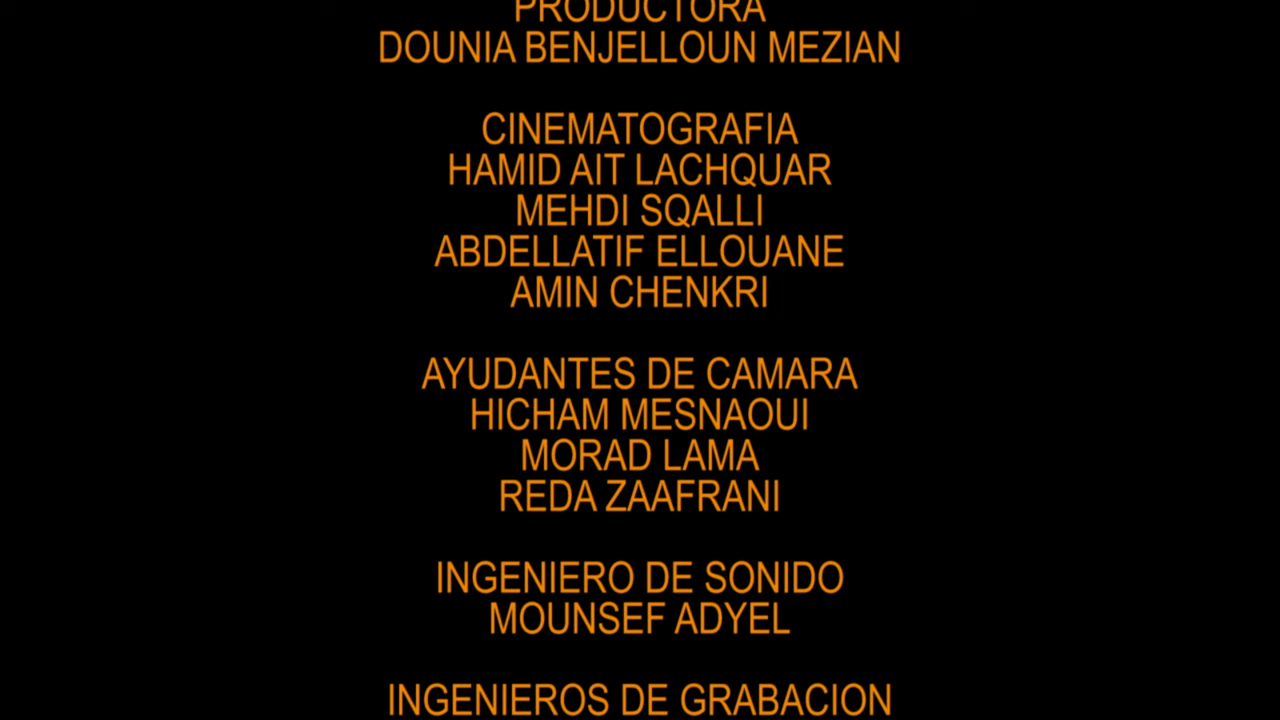 PRODUCTORA
DOUNIA BENJELLOUN MEZIAN
CINEMATOGRAFIA
HAMID AIT LACHQUAR
MEHDI SQALLI
ABDELLATIF ELLOUANE
AMIN CHENKRI
AYUDANTES DE CAMARA
HICHAM MESNAOUI
MORAD LAMA
REDA ZAAFRANI
INGENIERO DE SONIDO
MOUNSEF ADYEL
INGENIEROS DE GRABACION